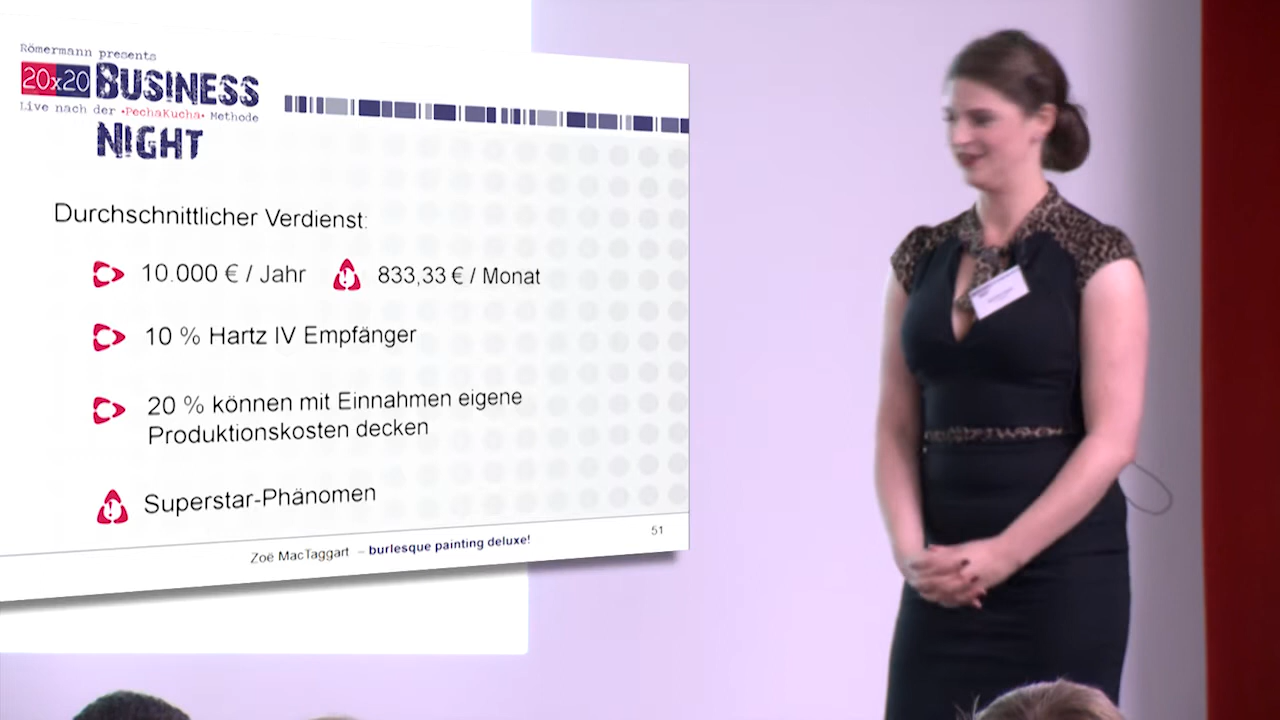 Römermann presents
20x20 BUSINESS
Live nach der •PechaKucha• Methode
NIGHT
Durchschnittlicher Verdienst:
10.000 € / Jahr ! 833,33 € / Monat
10 % Hartz IV Empfänger
20 % können mit Einnahmen eigene
Produktionskosten decken
! Superstar-Phänomen
51
Zoë MacTaggart – burlesque painting deluxe!